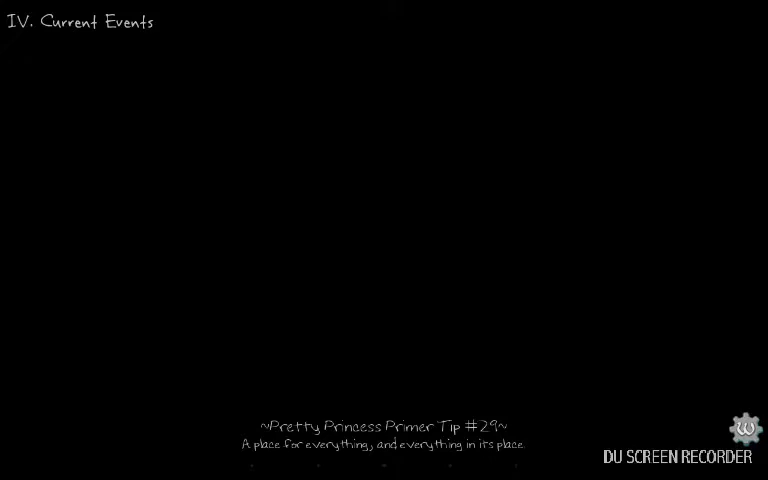 IV. Current Events
~Pretty Princess Primer Tip #29~
A place for everything, and everything in its place.
DU SCREEN RECORDER